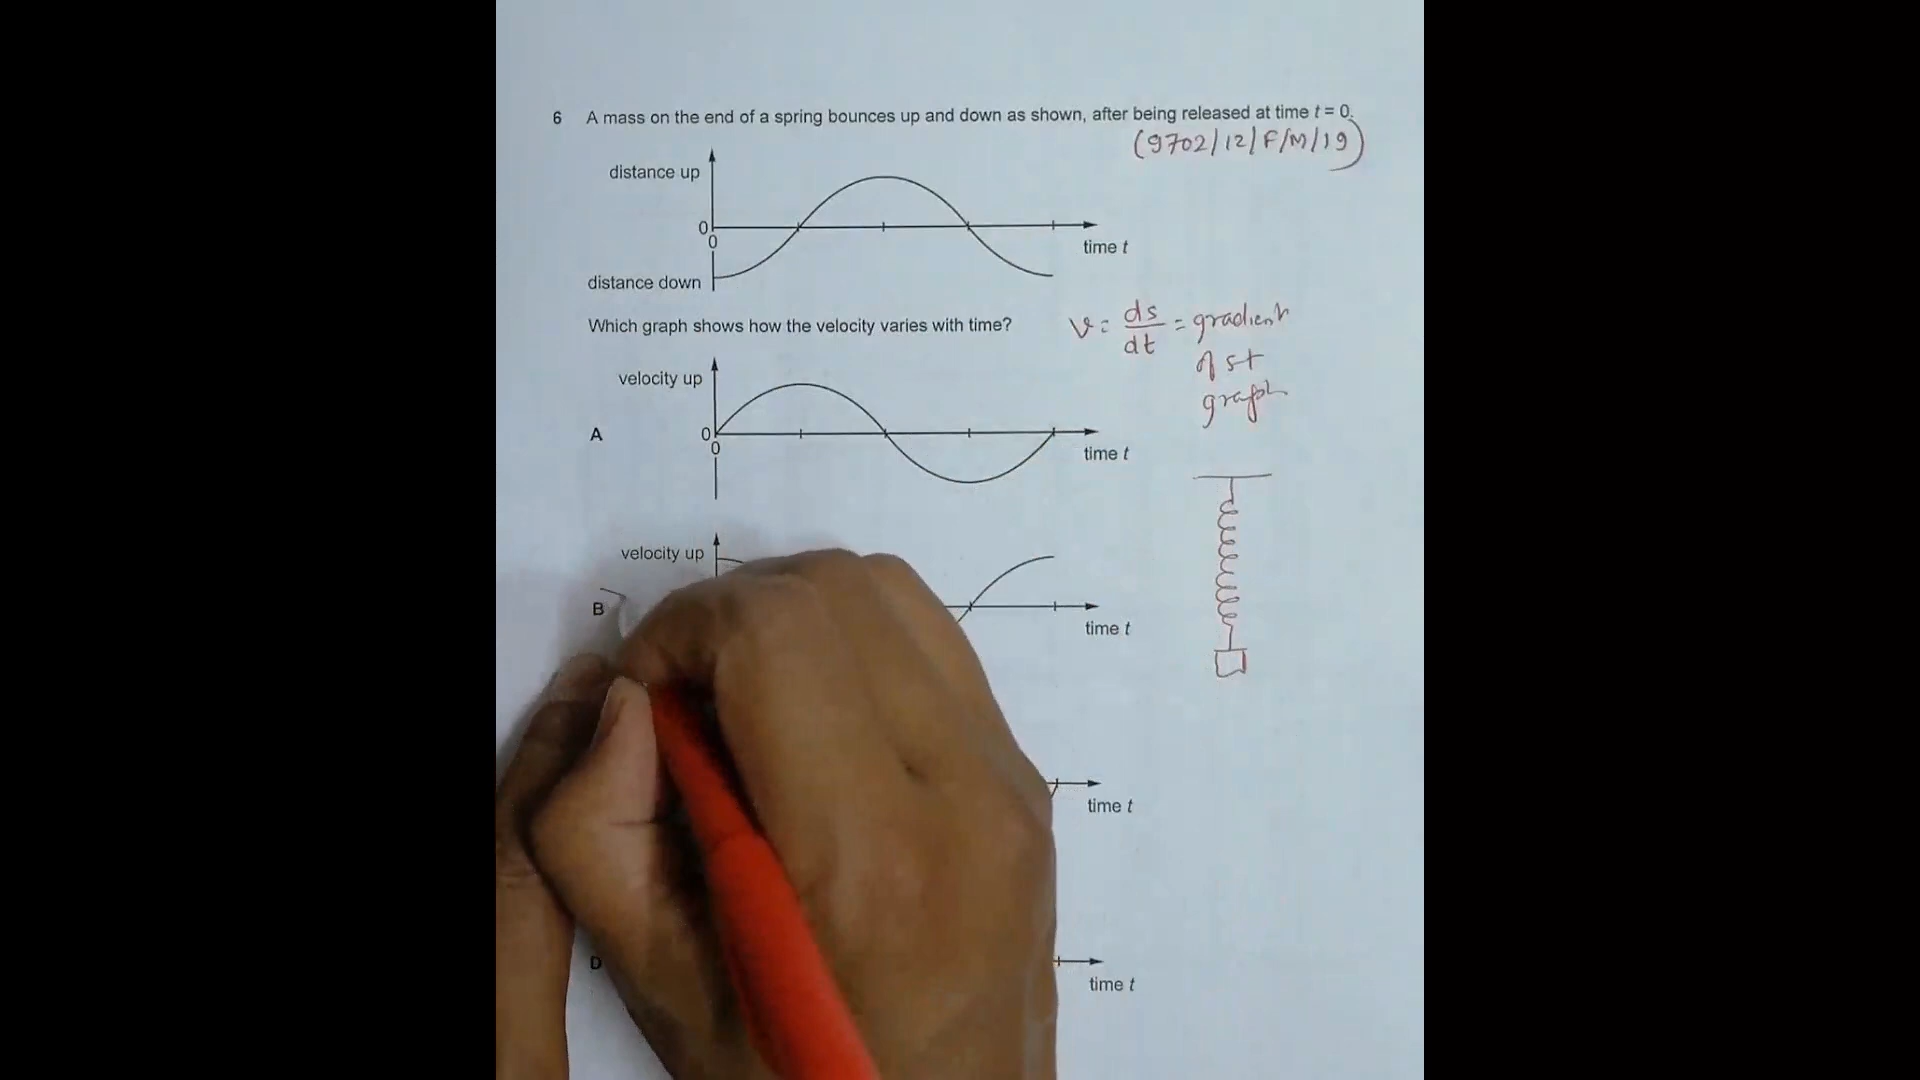 6 A mass on the end of a spring bounces up and down as shown, after being released at time t = 0.
(9702/12/F/M/19)
distance up
0
0
time t
distance down
Which graph shows how the velocity varies with time?
v = ds/dt = gradient
of st
graph
velocity up
A
0
0
time t
velocity up
B
time t
time t
D
time t